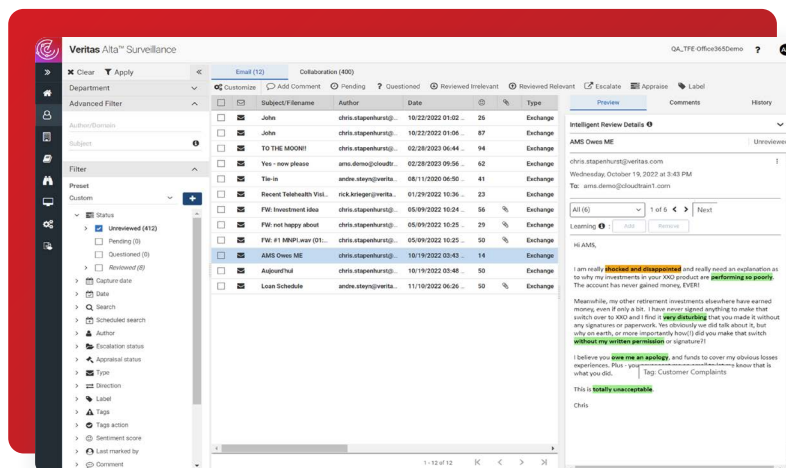 Veritas Alta™ Surveillance
QA_TFE-Office365Demo ?
Clear Apply
Email (12) Collaboration (400)
Customize Add Comment Pending Questioned Reviewed Irrelevant Reviewed Relevant Escalate Appraise Label
Department
Advanced Filter
Author/Domain
Subject
Filter
Preset
Custom
Status
Unreviewed (412)
Pending (0)
Questioned (0)
Reviewed (8)
Capture date
Date
Search
Scheduled search
Author
Escalation status
Appraisal status
Type
Direction
Label
Tags
Tags action
Sentiment score
Last marked by
Comment
Subject/Filename Author Date Type
John chris.stapenhurst@... 10/22/2022 01:02 ... 26 Exchange
John chris.stapenhurst@... 10/22/2022 01:06 ... 87 Exchange
TO THE MOON!! chris.stapenhurst@... 02/28/2023 06:44 ... 94 Exchange
Yes - now please ams.demo@cloudtr... 02/28/2023 09:56 ... 62 Exchange
Tie-in andre.steyn@verita... 08/11/2020 06:50 ... 41 Exchange
Recent Telehealth Visi... rick.krieger@verita... 01/29/2022 10:36 ... 23 Exchange
FW: Investment idea chris.stapenhurst@... 05/09/2022 10:24 ... 56 Exchange
FW: not happy about chris.stapenhurst@... 05/09/2022 10:25 ... 29 Exchange
FW: #1 MNPI.wav (01:... chris.stapenhurst@... 05/09/2022 10:25 ... 50 Exchange
AMS Owes ME chris.stapenhurst@... 10/19/2022 03:43 ... 14 Exchange
Aujourd'hui chris.stapenhurst@... 10/19/2022 03:48 ... 50 Exchange
Loan Schedule andre.steyn@verita... 11/10/2022 06:26 ... 50 Exchange
1 - 12 of 12
Preview Comments History
Intelligent Review Details
AMS Owes ME Unreviewed
chris.stapenhurst@veritas.com
Wednesday, October 19, 2022 at 3:43 PM
To: ams.demo@cloudtrain1.com
All (6) 1 of 5 Next
Learning : Add Remove
Hi AMS,
I am really shocked and disappointed and really need an explanation as
to why my investments in your XXO product are performing so poorly.
The account has never gained money, EVER!
Meanwhile, my other retirement investments elsewhere have earned
money, even if only a bit. I have never signed anything to make that
switch over to XXO and I find it very disturbing that you made it without
any signatures or paperwork. Yes obviously we did talk about it, but
why on earth, or more importantly how(!) did you make that switch
without my written permission or signature?!
I believe you owe me an apology, and funds to cover my obvious losses
experiences. Plus - know that is
what you did. Tag: Customer Complaints
This is totally unacceptable.
Chris